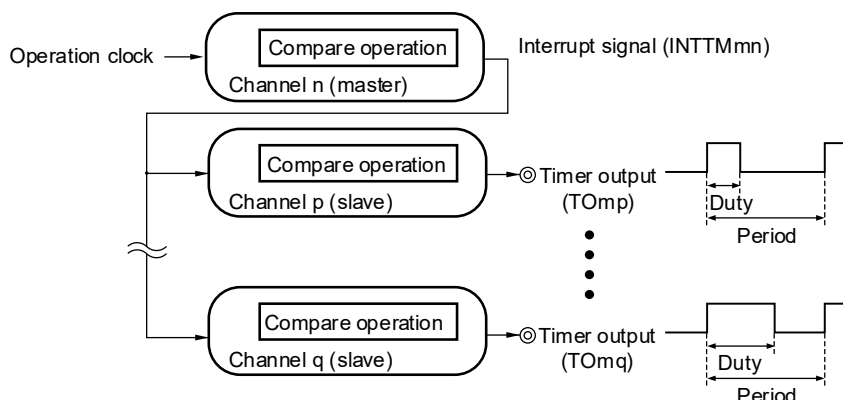 Compare operation
Operation clock
Interrupt signal (INTTMmn)
Channel n (master)
Compare operation
Channel p (slave)
Timer output
(TOmp)
Duty
Period
Compare operation
Channel q (slave)
Timer output
(TOmq)
Duty
Period